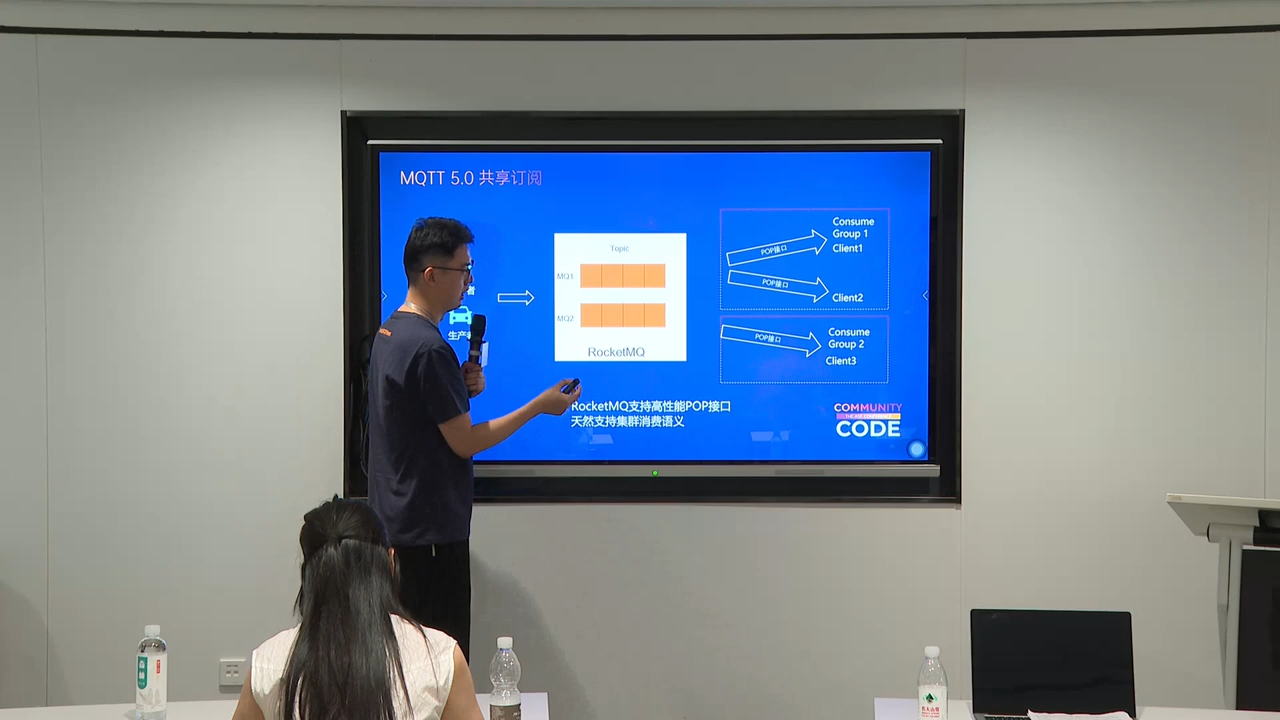 MQTT 5.0 共享订阅
Topic
MQ1
MQ2
RocketMQ
生产
POP接口
POP接口
Consume
Group 1
Client1
Client2
POP接口
Consume
Group 2
Client3
RocketMQ支持高性能POP接口
天然支持集群消费语义
COMMUNITY
CODE